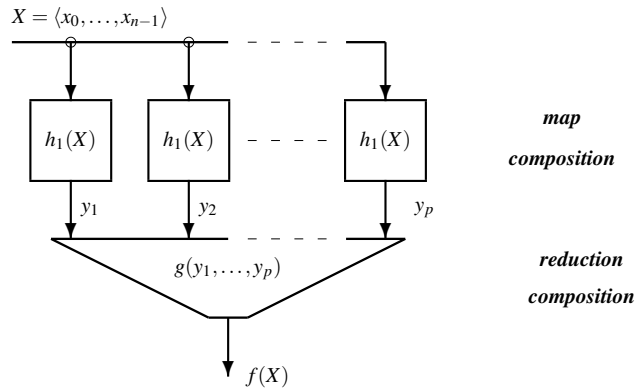 X = ⟨x₀,…,xₙ₋₁⟩
h₁(X) h₁(X) h₁(X)
map
composition
y₁ y₂ yₚ
g(y₁,…,yₚ)
reduction
composition
f(X)